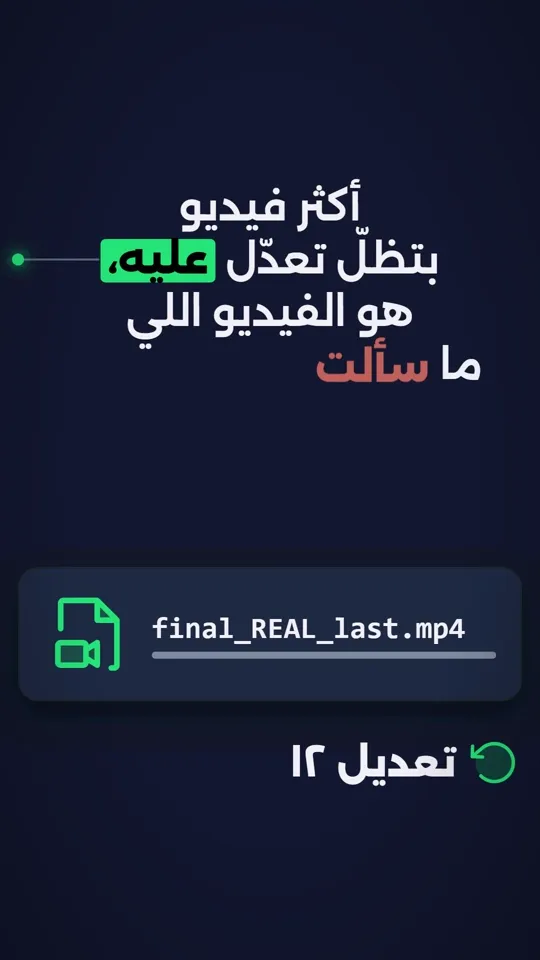 أكثر فيديو
بتظلّ تعدّل عليه،
هو الفيديو اللي
ما سألت
final_REAL_last.mp4
تعديل ١٢